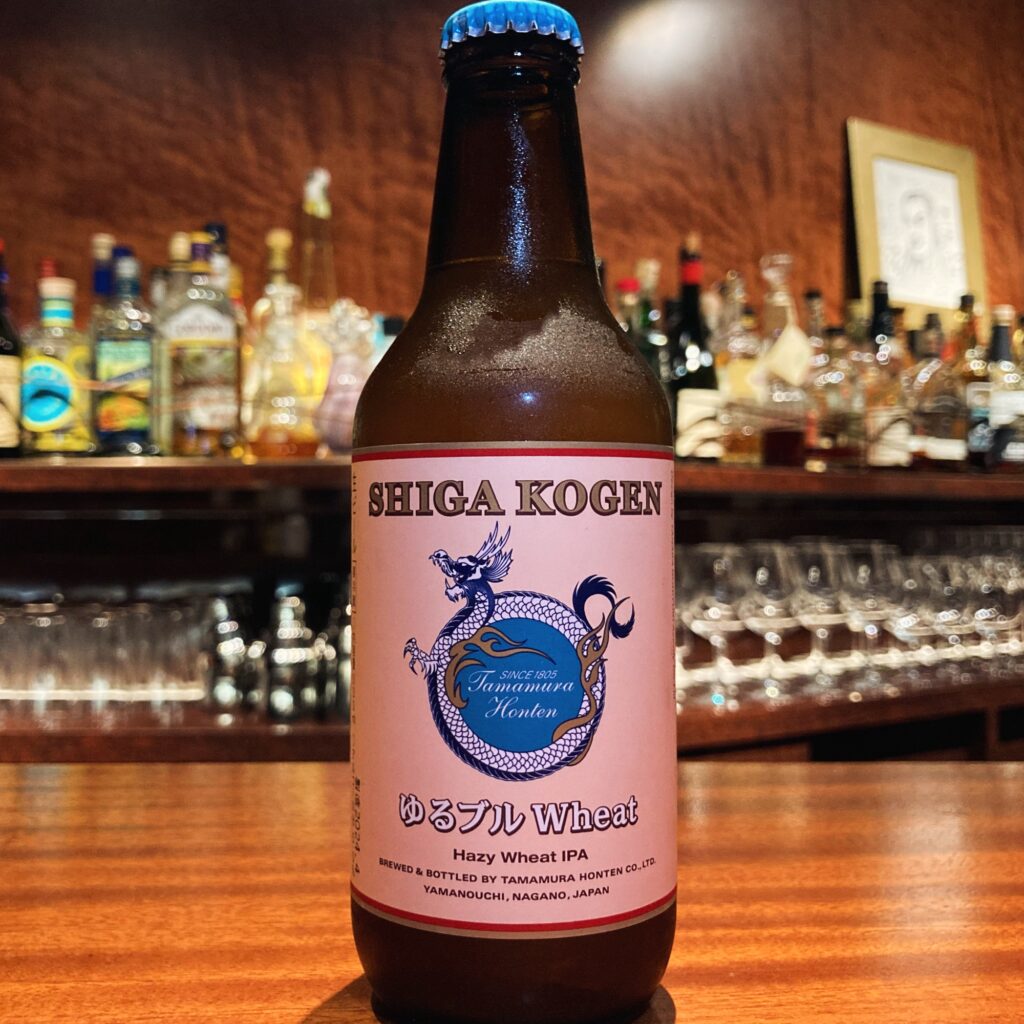 SHIGA KOGEN
SINCE 1805
Tamamura
Honten
ゆるブル Wheat
Hazy Wheat IPA
BREWED & BOTTLED BY TAMAMURA HONTEN CO., LTD.
YAMANOUCHI, NAGANO, JAPAN